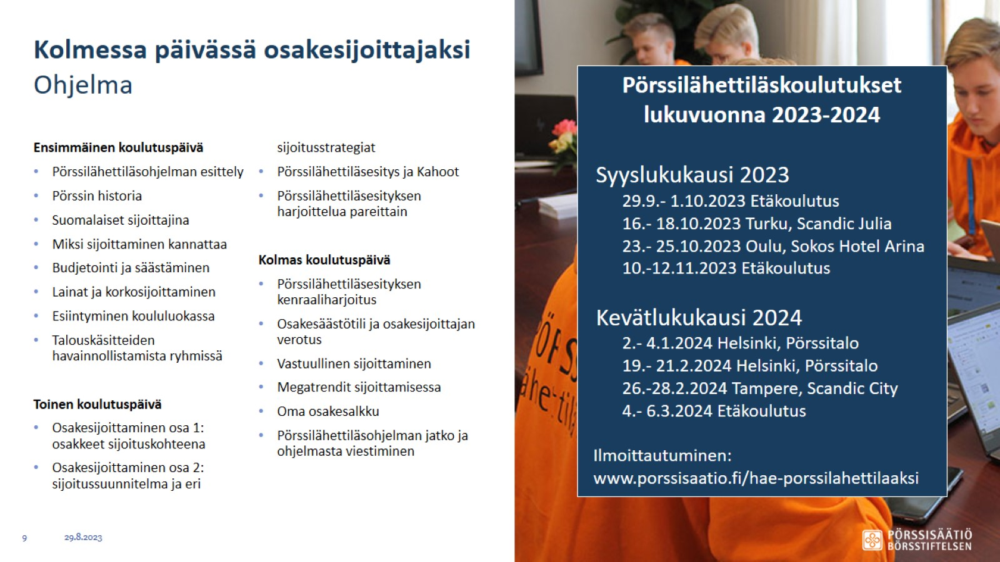 Kolmessa päivässä osakesijoittajaksi
Ohjelma
Ensimmäinen koulutuspäivä
• Pörssilähettiläsohjelman esittely
• Pörssin historia
• Suomalaiset sijoittajina
• Miksi sijoittaminen kannattaa
• Budjetointi ja säästäminen
• Lainat ja korkosijoittaminen
• Esiintyminen koululuokassa
• Talouskäsitteiden
havainnollistamista ryhmissä
Toinen koulutuspäivä
• Osakesijoittaminen osa 1:
osakkeet sijoituskohteena
• Osakesijoittaminen osa 2:
sijoitussuunnitelma ja eri
sijoitusstrategiat
• Pörssilähettiläsesitys ja Kahoot
• Pörssilähettiläsesityksen
harjoittelua pareittain
Kolmas koulutuspäivä
• Pörssilähettiläsesityksen
kenraaliharjoitus
• Osakesäästötili ja osakesijoittajan
verotus
• Vastuullinen sijoittaminen
• Megatrendit sijoittamisessa
• Oma osakesalkku
• Pörssilähettiläsohjelman jatko ja
ohjelmasta viestiminen
Pörssilähettiläskoulutukset
lukuvuonna 2023-2024
Syyslukukausi 2023
29.9.- 1.10.2023 Etäkoulutus
16.- 18.10.2023 Turku, Scandic Julia
23.- 25.10.2023 Oulu, Sokos Hotel Arina
10.-12.11.2023 Etäkoulutus
Kevätlukukausi 2024
2.- 4.1.2024 Helsinki, Pörssitalo
19.- 21.2.2024 Helsinki, Pörssitalo
26.-28.2.2024 Tampere, Scandic City
4.- 6.3.2024 Etäkoulutus
Ilmoittautuminen:
www.porssisaatio.fi/hae-porssilahettilaaksi
9 29.8.2023
PÖRSSISÄÄTIÖ
BÖRSSTIFTELSEN